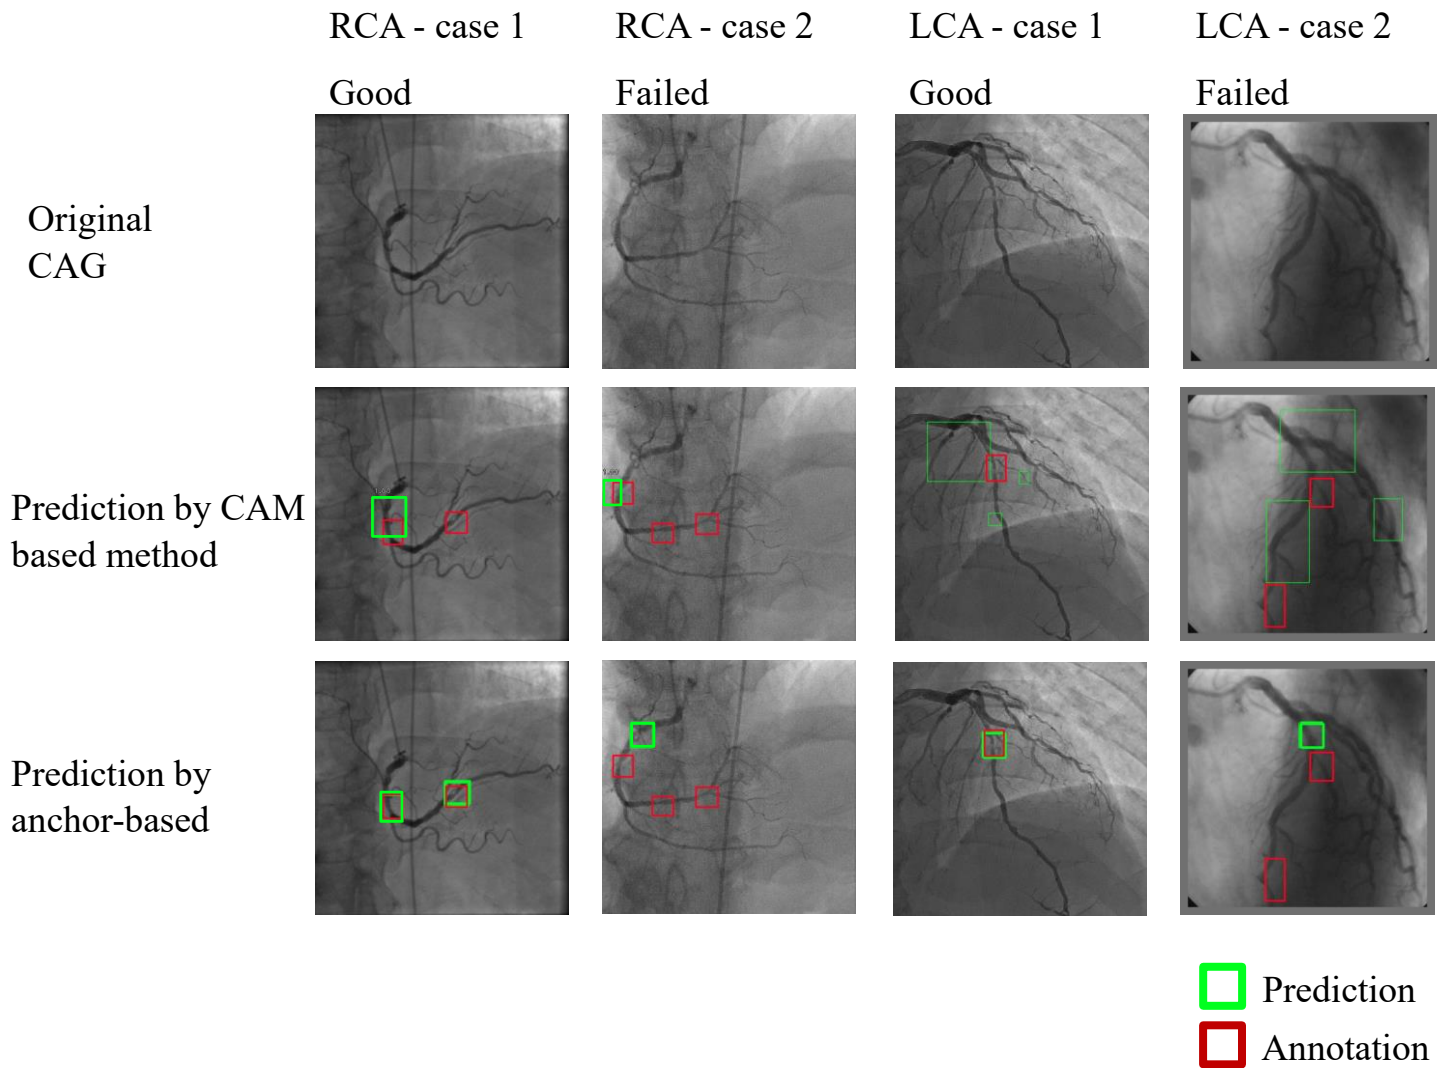 RCA - case 1
RCA - case 2
LCA - case 1
LCA - case 2
Good
Failed
Good
Failed
Original
CAG
Prediction by CAM
based method
Prediction by
anchor-based
Prediction
Annotation